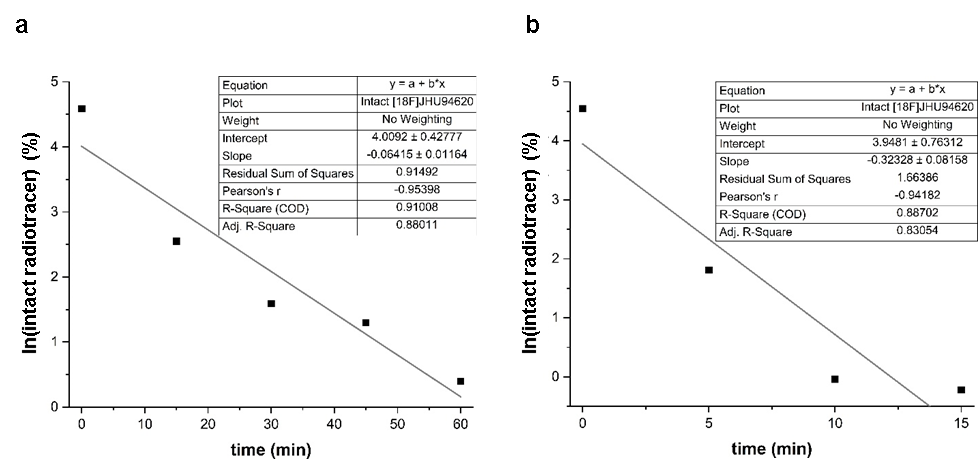 a
Equation y = a + b*x
Plot Intact [18F]JHU94620
Weight No Weighting
Intercept 4.0092 ± 0.42777
Slope -0.06415 ± 0.01164
Residual Sum of Squares 0.91492
Pearson's r -0.95398
R-Square (COD) 0.91008
Adj. R-Square 0.88011
5
4
3
2
1
0
ln(intact radiotracer) (%)
0 10 20 30 40 50 60
time (min)
b
Equation y = a + b*x
Plot Intact [18F]JHU94620
Weight No Weighting
Intercept 3.9481 ± 0.76312
Slope -0.32328 ± 0.08158
Residual Sum of Squares 1.66386
Pearson's r -0.94182
R-Square (COD) 0.88702
Adj. R-Square 0.83054
5
4
3
2
1
0
ln(intact radiotracer) (%)
0 5 10 15
time (min)